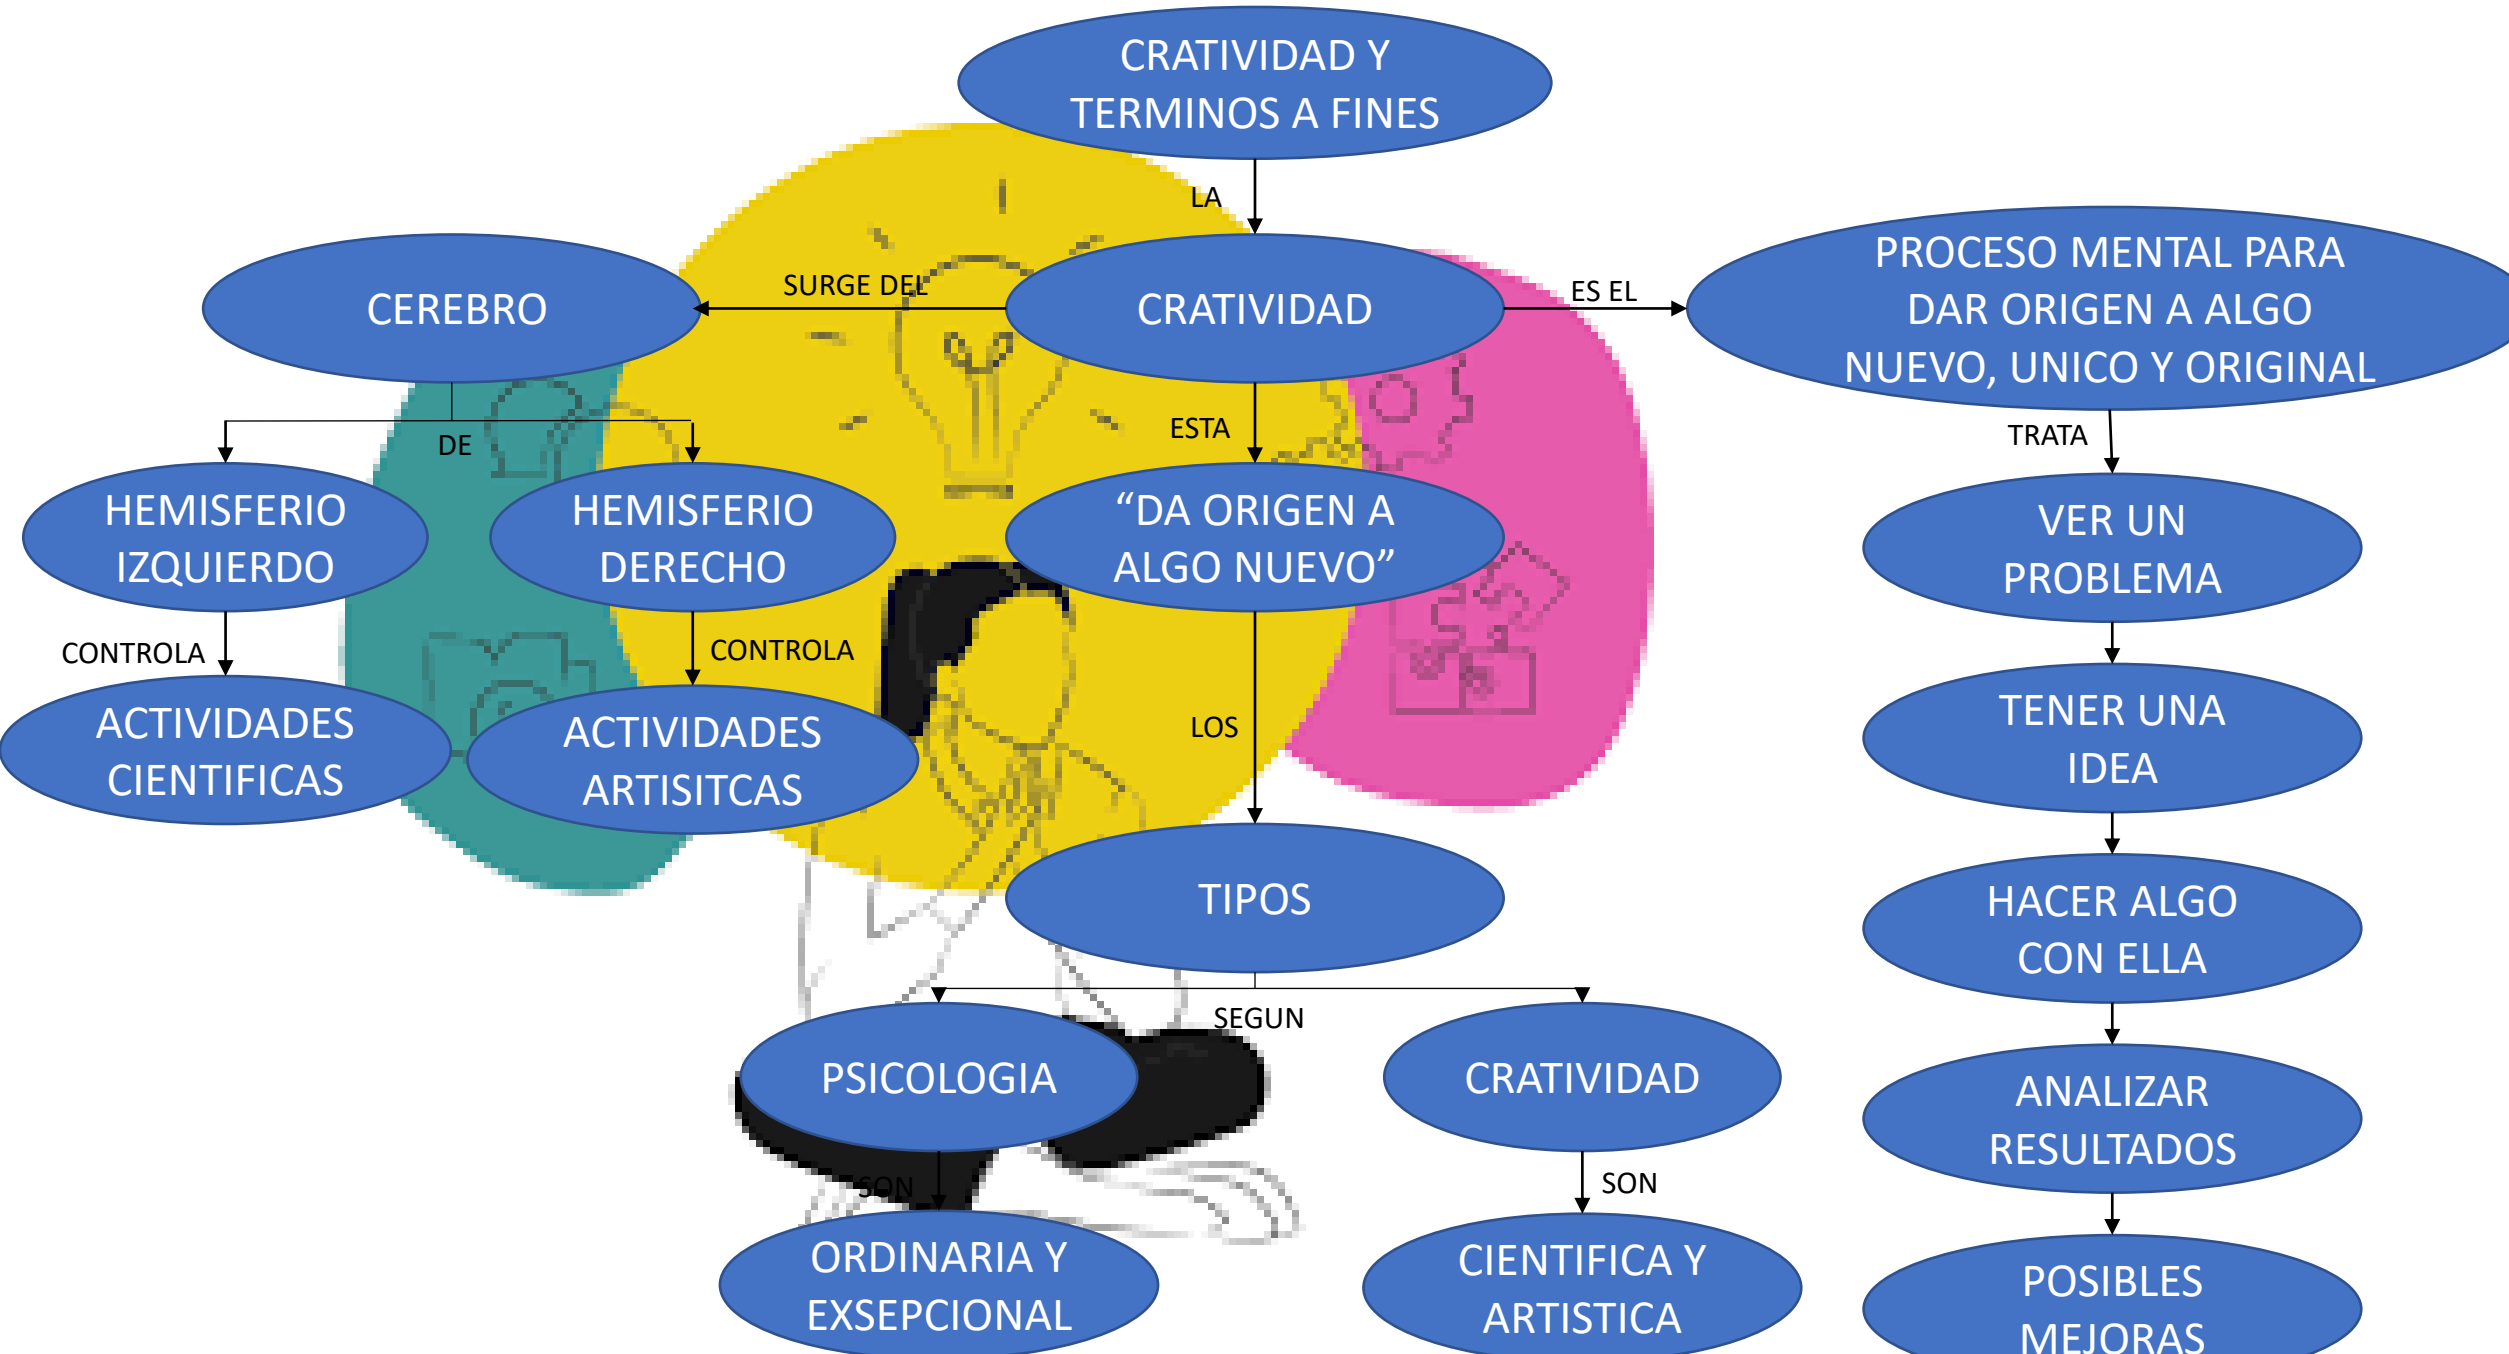 CRATIVIDAD Y
TERMINOS A FINES
LA
CEREBRO
SURGE DEL
CRATIVIDAD
ES EL
PROCESO MENTAL PARA
DAR ORIGEN A ALGO
NUEVO, UNICO Y ORIGINAL
DE
ESTA
TRATA
HEMISFERIO
IZQUIERDO
HEMISFERIO
DERECHO
“DA ORIGEN A
ALGO NUEVO”
VER UN
PROBLEMA
CONTROLA
CONTROLA
ACTIVIDADES
CIENTIFICAS
ACTIVIDADES
ARTISITCAS
LOS
TENER UNA
IDEA
TIPOS
HACER ALGO
CON ELLA
SEGUN
PSICOLOGIA
CRATIVIDAD
ANALIZAR
RESULTADOS
SON
SON
ORDINARIA Y
EXSEPCIONAL
CIENTIFICA Y
ARTISTICA
POSIBLES
MEJORAS